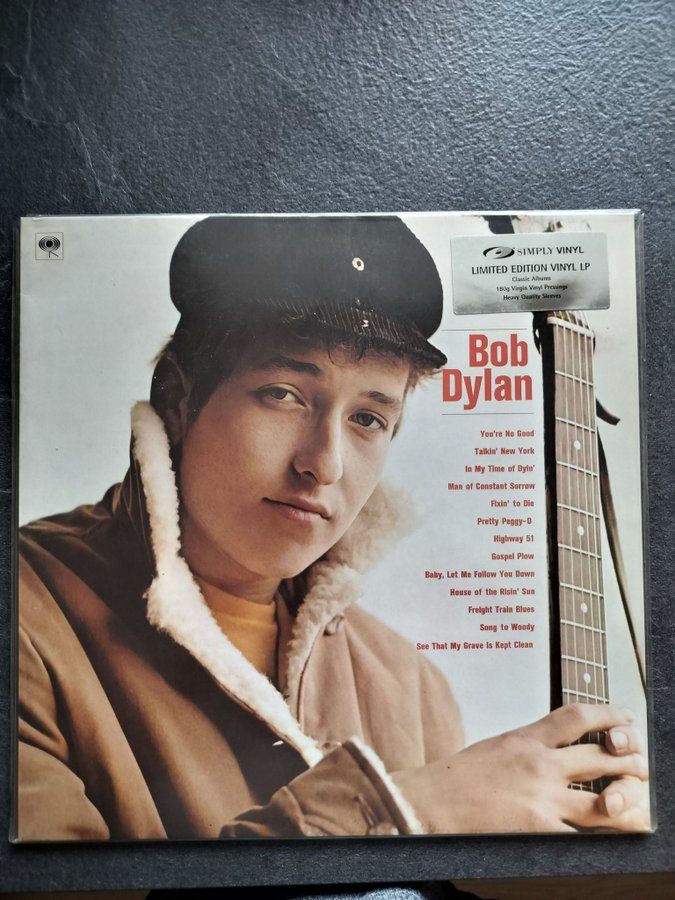 SIMPLY VINYL
LIMITED EDITION VINYL LP
Classic Albums
180g Virgin Vinyl Pressings
Heavy Quality Sleeves
Bob
Dylan
You're No Good
Talkin' New York
In My Time of Dyin'
Man of Constant Sorrow
Fixin' to Die
Pretty Peggy-O
Highway 51
Gospel Plow
Baby, Let Me Follow You Down
House of the Risin' Sun
Freight Train Blues
Song to Woody
See That My Grave Is Kept Clean